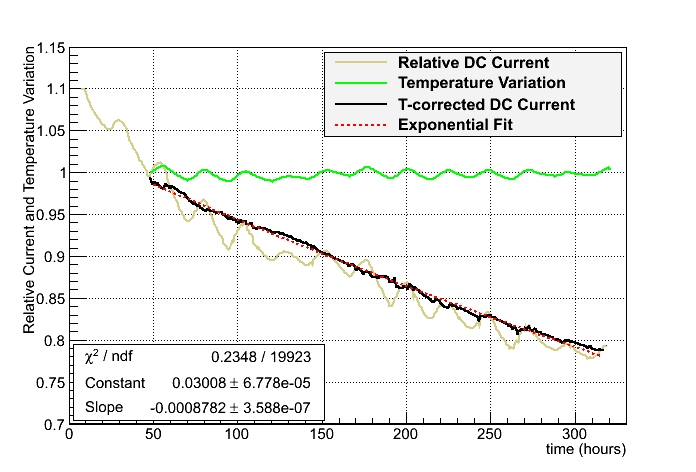 Relative Current and Temperature Variation
1.15
1.1
1.05
1
0.95
0.9
0.85
0.8
0.75
0.7
Relative DC Current
Temperature Variation
T-corrected DC Current
Exponential Fit
χ² / ndf 0.2348 / 19923
Constant 0.03008 ± 6.778e-05
Slope -0.0008782 ± 3.588e-07
0 50 100 150 200 250 300
time (hours)